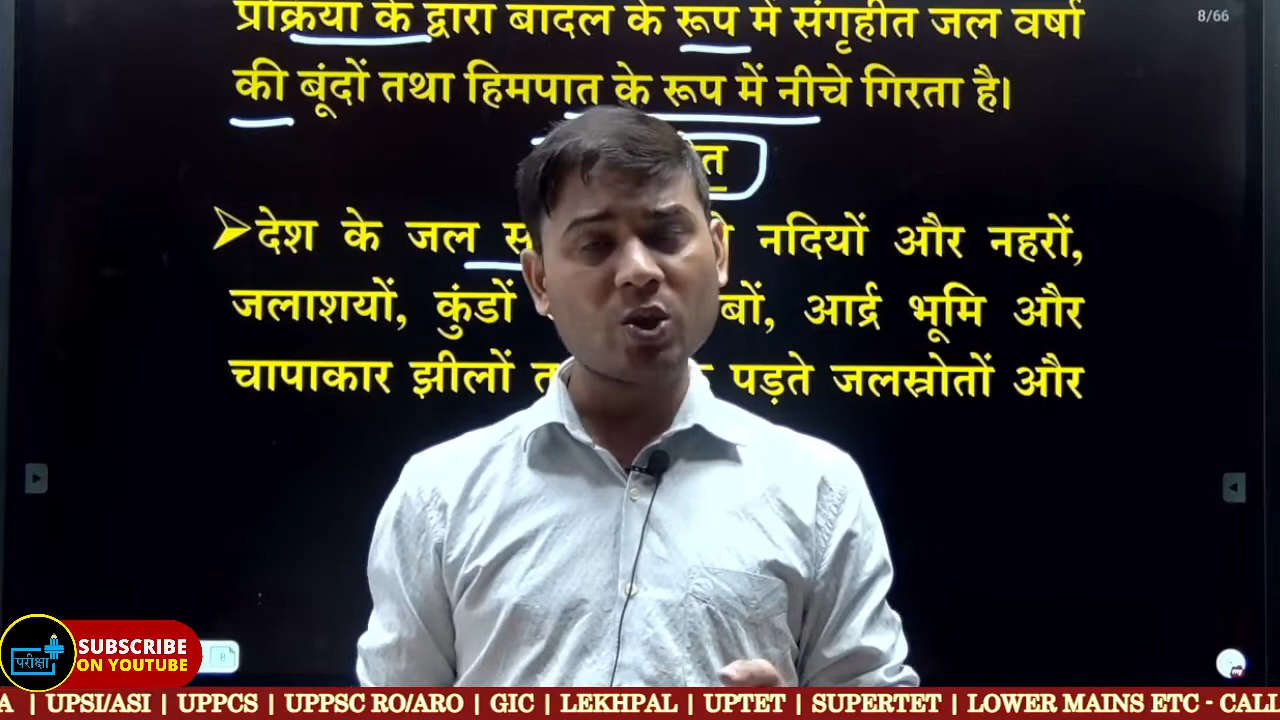 प्रक्रिया के द्वारा बादल के रूप में संगृहीत जल वर्षा
8/66
की बूंदों तथा हिमपात के रूप में नीचे गिरता है।
देश के जल नदियों और नहरों,
जलाशयों, कुंडों आर्द्र भूमि और
चापाकार झीलों पड़ते जलस्रोतों और
परीक्षा
SUBSCRIBE
ON YOUTUBE
| UPSI/ASI | UPPCS | UPPSC RO/ARO | GIC | LEKHPAL | UPTET | SUPERTET | LOWER MAINS ETC - CALL